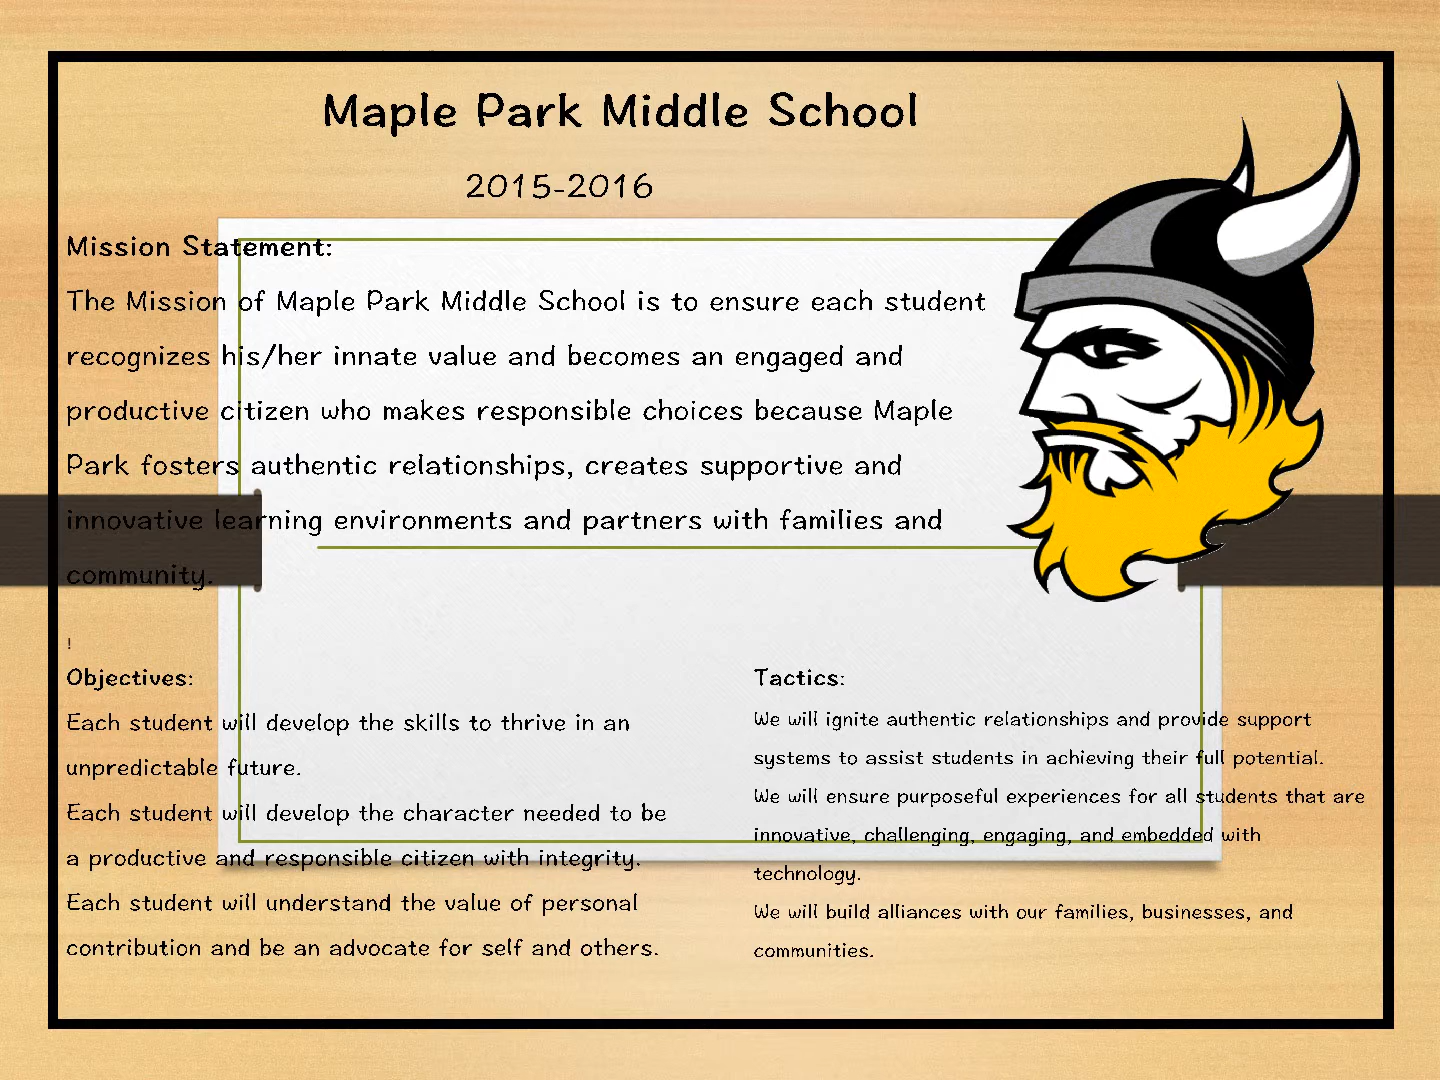 Maple Park Middle School
2015-2016
Mission Statement:
The Mission of Maple Park Middle School is to ensure each student
recognizes his/her innate value and becomes an engaged and
productive citizen who makes responsible choices because Maple
Park fosters authentic relationships, creates supportive and
innovative learning environments and partners with families and
community.
!
Objectives:
Each student will develop the skills to thrive in an
unpredictable future.
Each student will develop the character needed to be
a productive and responsible citizen with integrity.
Each student will understand the value of personal
contribution and be an advocate for self and others.
Tactics:
We will ignite authentic relationships and provide support
systems to assist students in achieving their full potential.
We will ensure purposeful experiences for all students that are
innovative, challenging, engaging, and embedded with
technology.
We will build alliances with our families, businesses, and
communities.